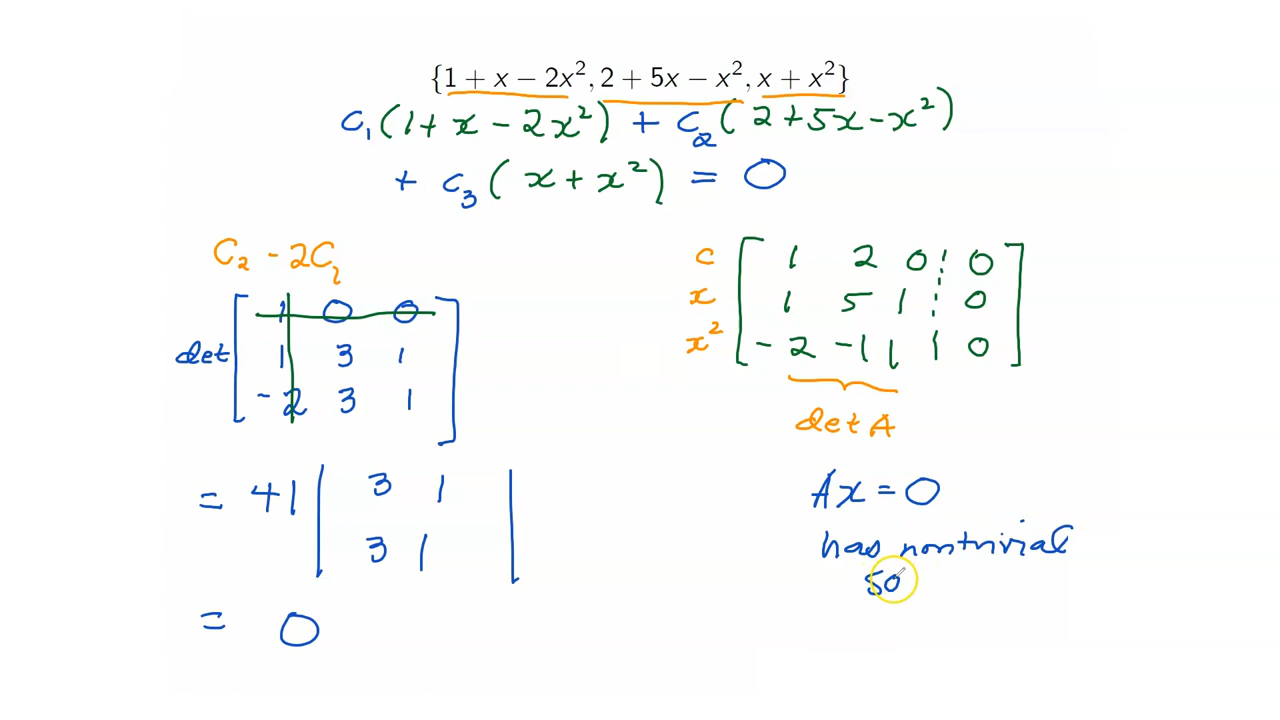 {1 + x − 2x², 2 + 5x − x², x + x²}
C₁(1+x−2x²) + C₂(2+5x−x²)
+ C₃(x+x²) = 0
C₂ - 2C₁
det [ 1 0 0
1 3 1
-2 3 1 ]
= +1 | 3 1
3 1 |
= 0
c [ 1 2 0 ¦ 0
x 1 5 1 ¦ 0
x² -2 -1 1 | 0 ]
det A
Ax = 0
has nontrivial
so